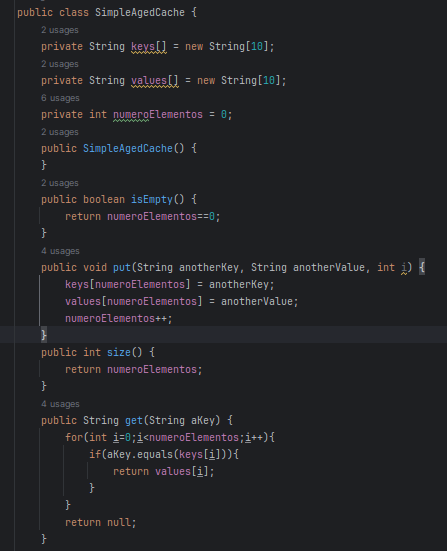 public class SimpleAgedCache {
2 usages
private String keys[] = new String[10];
2 usages
private String values[] = new String[10];
6 usages
private int numeroElementos = 0;
2 usages
public SimpleAgedCache() {
}
2 usages
public boolean isEmpty() {
return numeroElementos==0;
}
4 usages
public void put(String anotherKey, String anotherValue, int i) {
keys[numeroElementos] = anotherKey;
values[numeroElementos] = anotherValue;
numeroElementos++;
}
public int size() {
return numeroElementos;
}
4 usages
public String get(String aKey) {
for(int i=0;i<numeroElementos;i++){
if(aKey.equals(keys[i])){
return values[i];
}
}
return null;
}